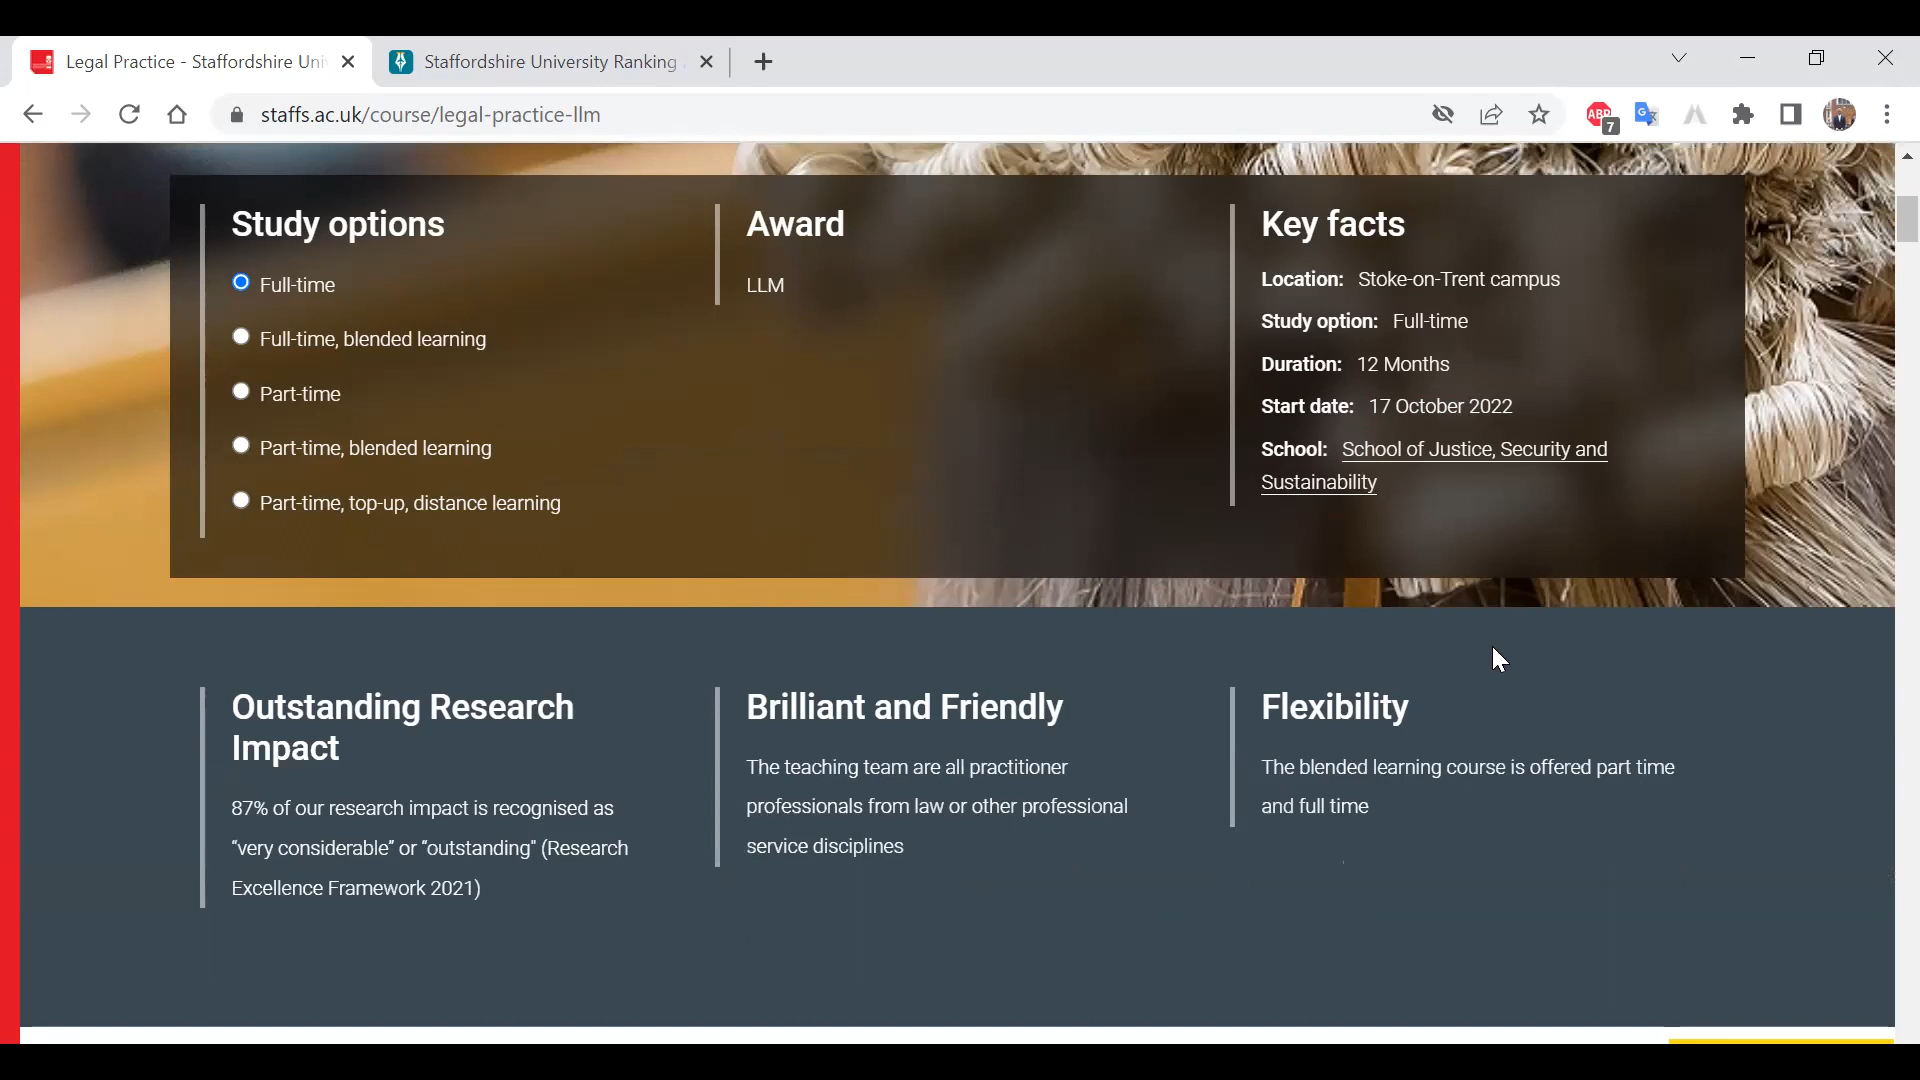 Legal Practice - Staffordshire Uni
Staffordshire University Ranking
staffs.ac.uk/course/legal-practice-llm
ABP
7
Study options
Full-time
Full-time, blended learning
Part-time
Part-time, blended learning
Part-time, top-up, distance learning
Award
LLM
Key facts
Location: Stoke-on-Trent campus
Study option: Full-time
Duration: 12 Months
Start date: 17 October 2022
School: School of Justice, Security and
Sustainability
Outstanding Research
Impact
87% of our research impact is recognised as
“very considerable” or “outstanding" (Research
Excellence Framework 2021)
Brilliant and Friendly
The teaching team are all practitioner
professionals from law or other professional
service disciplines
Flexibility
The blended learning course is offered part time
and full time